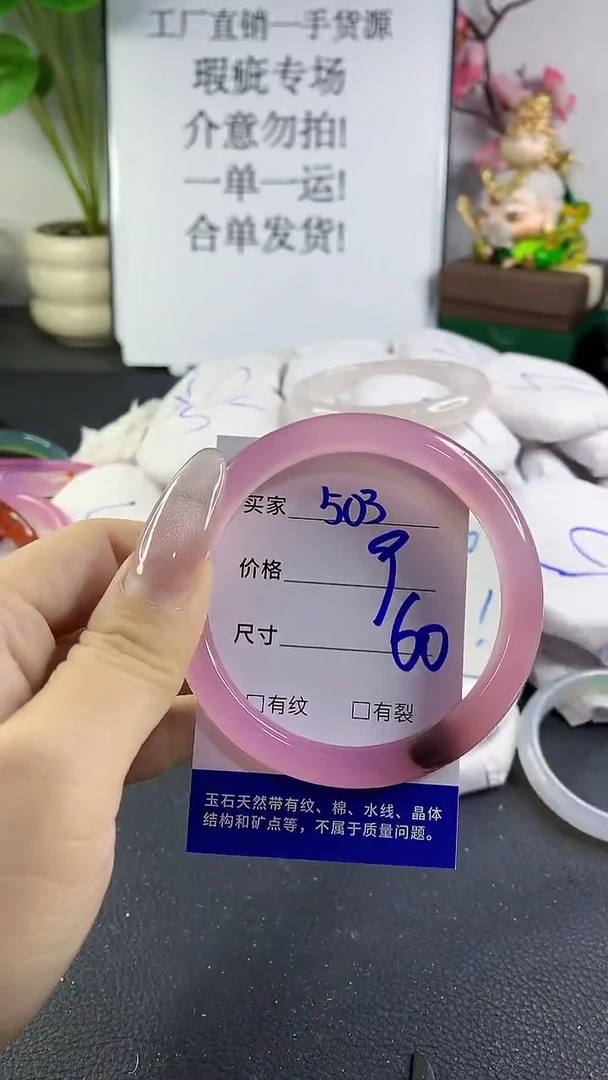 工厂直销一手货源
瑕疵专场
介意勿拍!
一单一运!
合单发货!
买家 503
价格 9
尺寸 60
□有纹 □有裂
玉石天然带有纹、棉、水线、晶体
结构和矿点等，不属于质量问题。